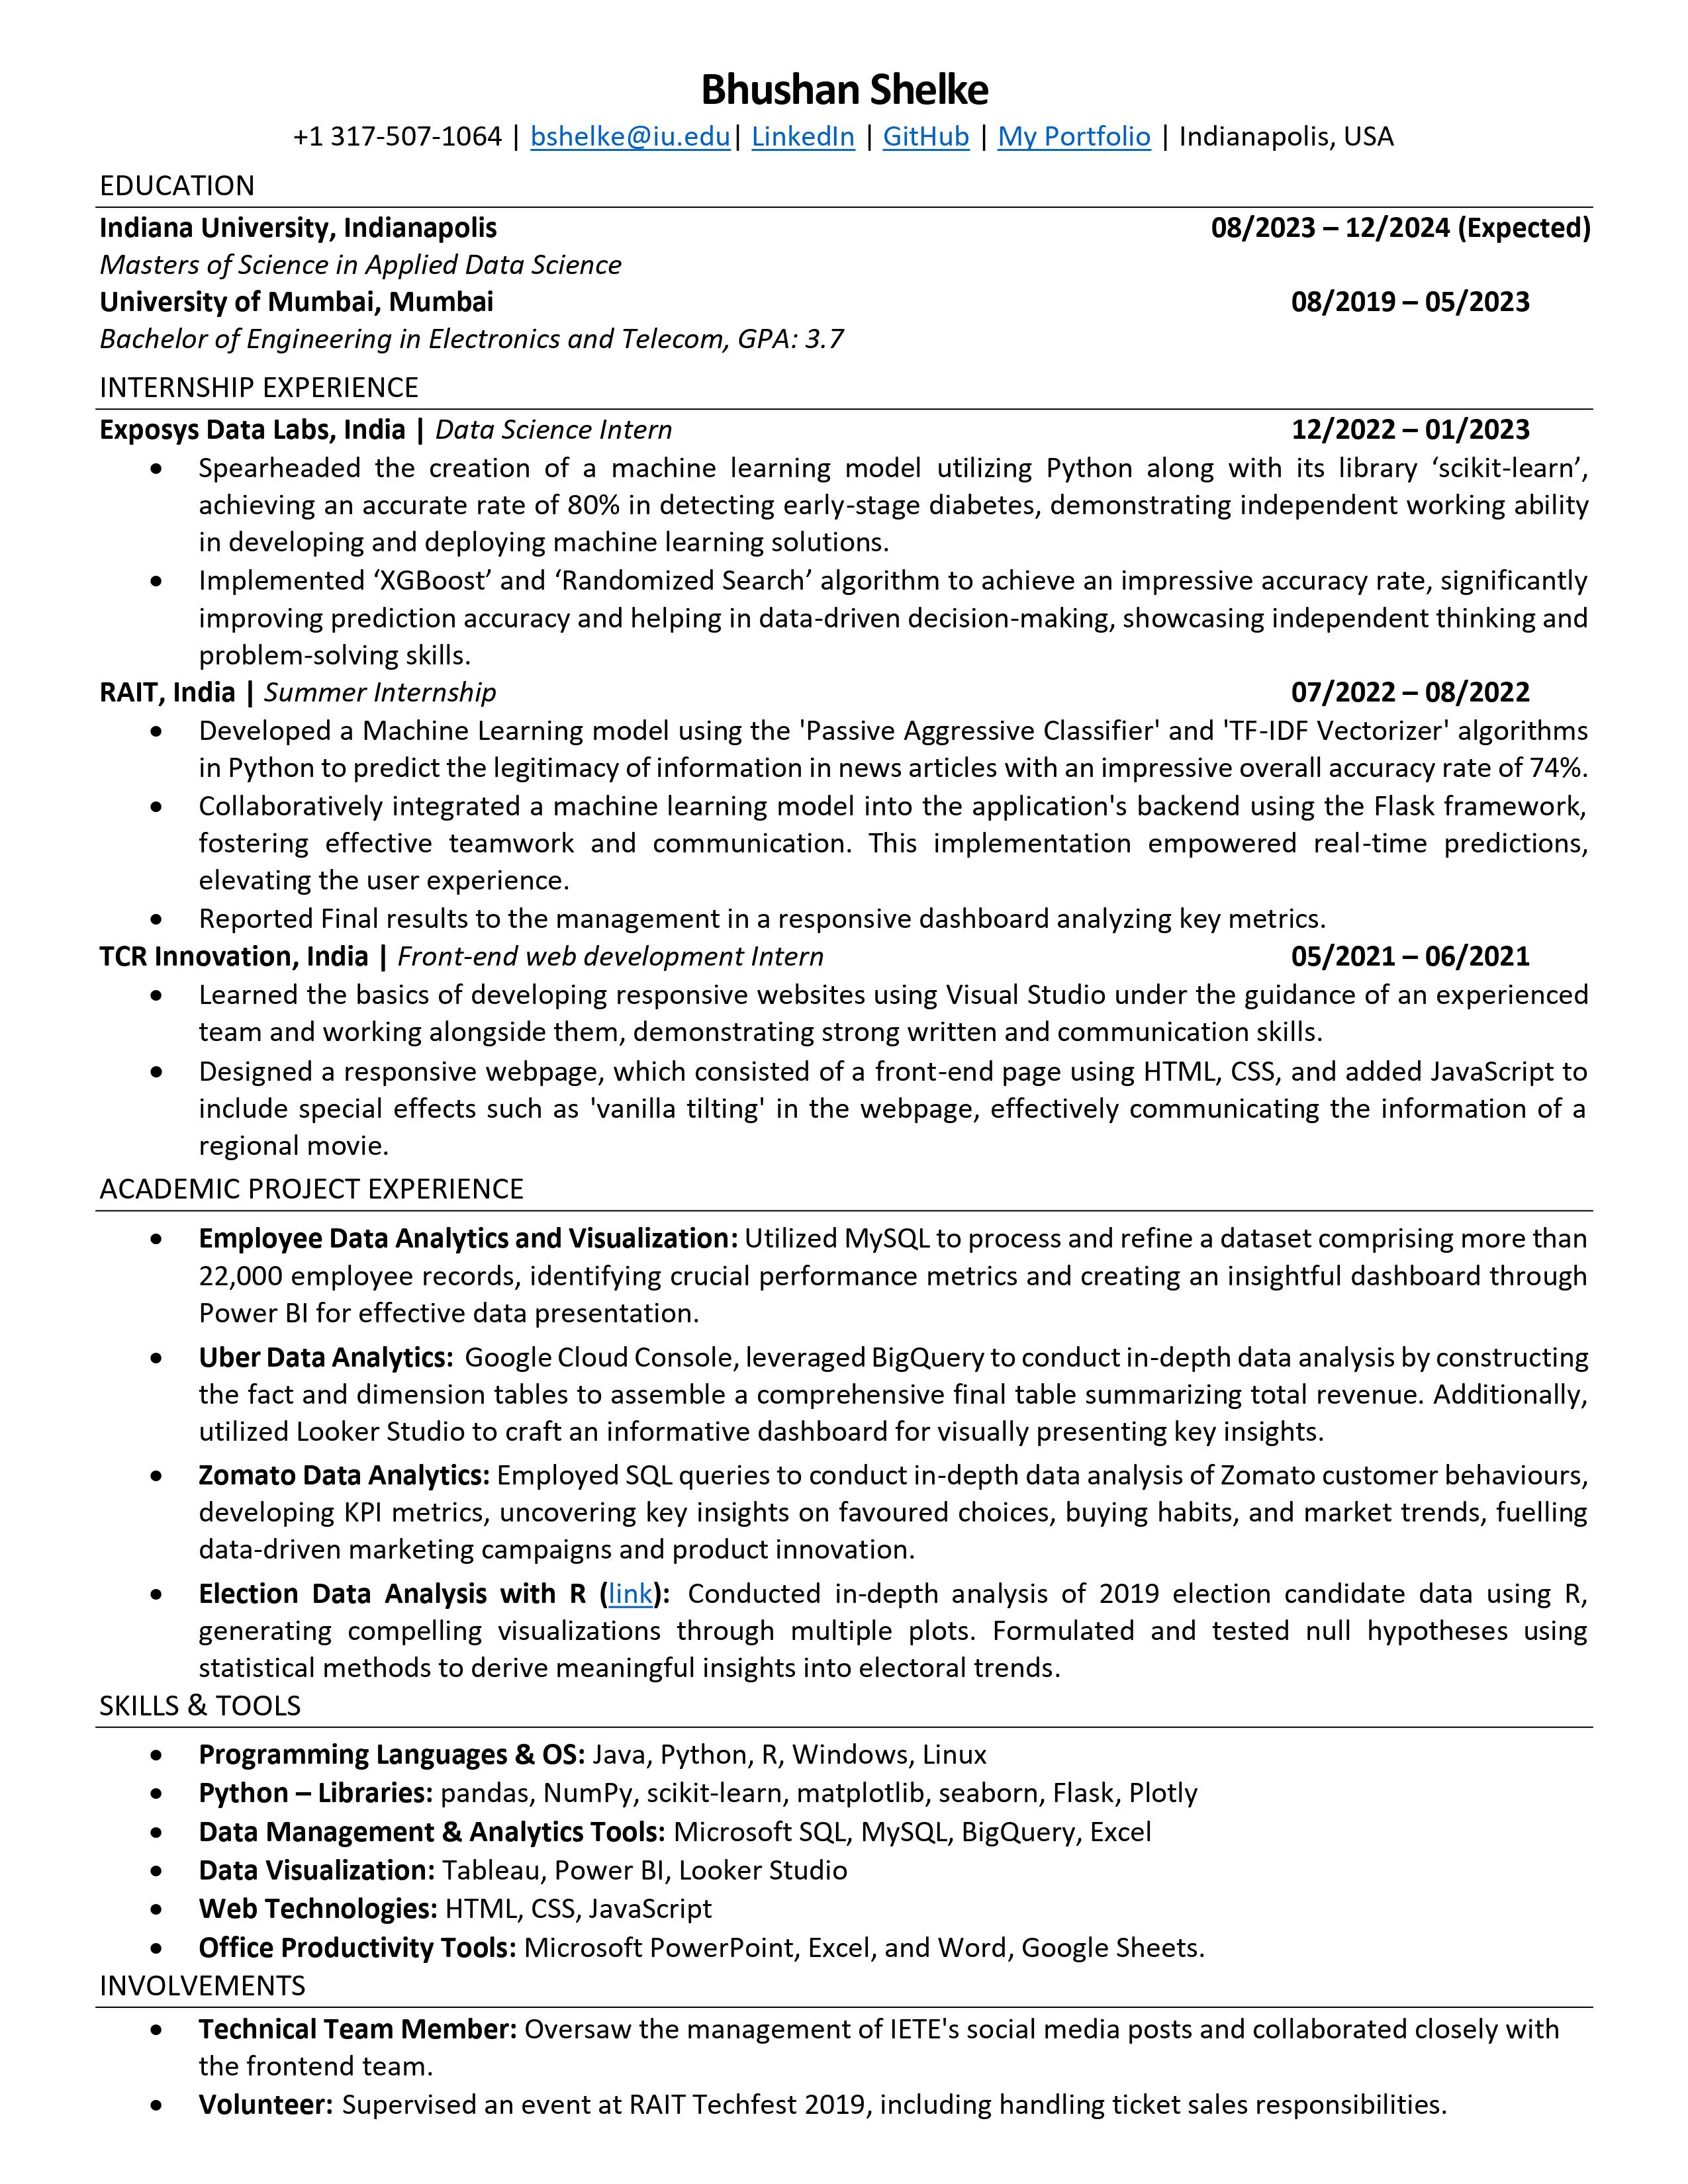 Bhushan Shelke
+1 317-507-1064 | bshelke@iu.edu| LinkedIn | GitHub | My Portfolio | Indianapolis, USA
EDUCATION
Indiana University, Indianapolis 08/2023 – 12/2024 (Expected)
Masters of Science in Applied Data Science
University of Mumbai, Mumbai 08/2019 – 05/2023
Bachelor of Engineering in Electronics and Telecom, GPA: 3.7
INTERNSHIP EXPERIENCE
Exposys Data Labs, India | Data Science Intern 12/2022 – 01/2023
• Spearheaded the creation of a machine learning model utilizing Python along with its library ‘scikit-learn’,
achieving an accurate rate of 80% in detecting early-stage diabetes, demonstrating independent working ability
in developing and deploying machine learning solutions.
• Implemented ‘XGBoost’ and ‘Randomized Search’ algorithm to achieve an impressive accuracy rate, significantly
improving prediction accuracy and helping in data-driven decision-making, showcasing independent thinking and
problem-solving skills.
RAIT, India | Summer Internship 07/2022 – 08/2022
• Developed a Machine Learning model using the 'Passive Aggressive Classifier' and 'TF-IDF Vectorizer' algorithms
in Python to predict the legitimacy of information in news articles with an impressive overall accuracy rate of 74%.
• Collaboratively integrated a machine learning model into the application's backend using the Flask framework,
fostering effective teamwork and communication. This implementation empowered real-time predictions,
elevating the user experience.
• Reported Final results to the management in a responsive dashboard analyzing key metrics.
TCR Innovation, India | Front-end web development Intern 05/2021 – 06/2021
• Learned the basics of developing responsive websites using Visual Studio under the guidance of an experienced
team and working alongside them, demonstrating strong written and communication skills.
• Designed a responsive webpage, which consisted of a front-end page using HTML, CSS, and added JavaScript to
include special effects such as 'vanilla tilting' in the webpage, effectively communicating the information of a
regional movie.
ACADEMIC PROJECT EXPERIENCE
• Employee Data Analytics and Visualization: Utilized MySQL to process and refine a dataset comprising more than
22,000 employee records, identifying crucial performance metrics and creating an insightful dashboard through
Power BI for effective data presentation.
• Uber Data Analytics: Google Cloud Console, leveraged BigQuery to conduct in-depth data analysis by constructing
the fact and dimension tables to assemble a comprehensive final table summarizing total revenue. Additionally,
utilized Looker Studio to craft an informative dashboard for visually presenting key insights.
• Zomato Data Analytics: Employed SQL queries to conduct in-depth data analysis of Zomato customer behaviours,
developing KPI metrics, uncovering key insights on favoured choices, buying habits, and market trends, fuelling
data-driven marketing campaigns and product innovation.
• Election Data Analysis with R (link): Conducted in-depth analysis of 2019 election candidate data using R,
generating compelling visualizations through multiple plots. Formulated and tested null hypotheses using
statistical methods to derive meaningful insights into electoral trends.
SKILLS & TOOLS
• Programming Languages & OS: Java, Python, R, Windows, Linux
• Python – Libraries: pandas, NumPy, scikit-learn, matplotlib, seaborn, Flask, Plotly
• Data Management & Analytics Tools: Microsoft SQL, MySQL, BigQuery, Excel
• Data Visualization: Tableau, Power BI, Looker Studio
• Web Technologies: HTML, CSS, JavaScript
• Office Productivity Tools: Microsoft PowerPoint, Excel, and Word, Google Sheets.
INVOLVEMENTS
• Technical Team Member: Oversaw the management of IETE's social media posts and collaborated closely with
the frontend team.
• Volunteer: Supervised an event at RAIT Techfest 2019, including handling ticket sales responsibilities.